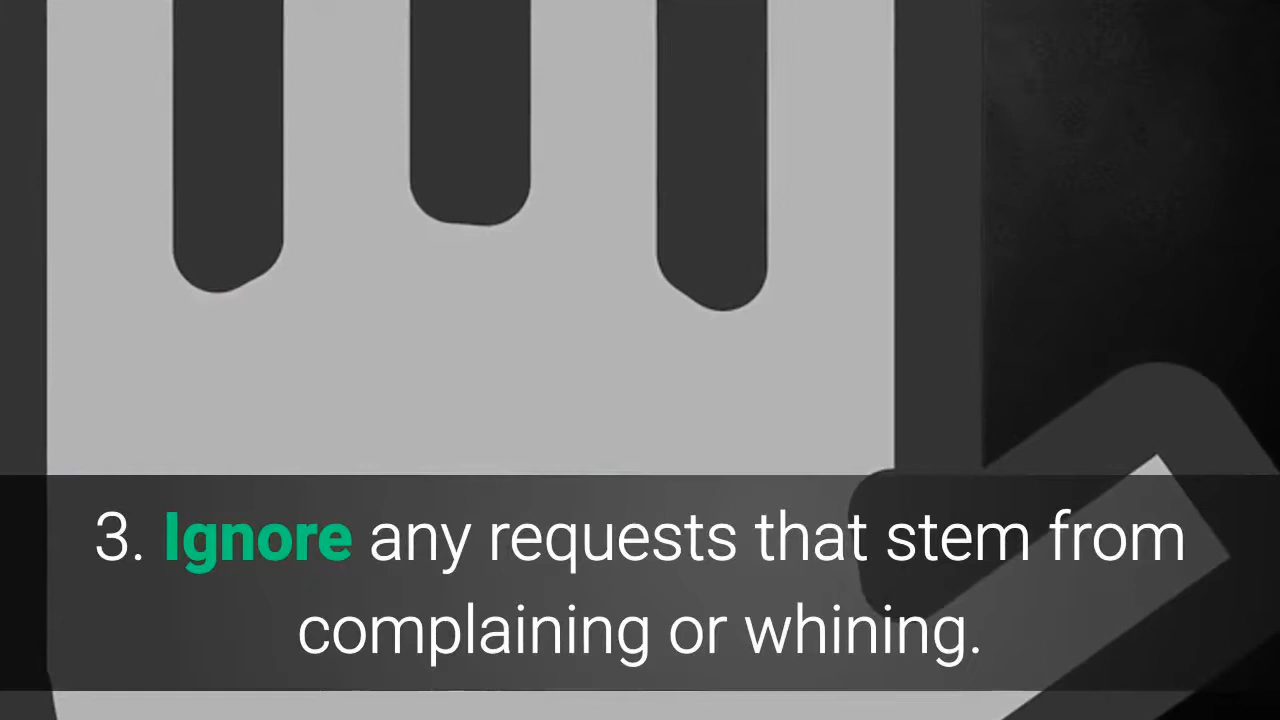 3. Ignore any requests that stem from
complaining or whining.